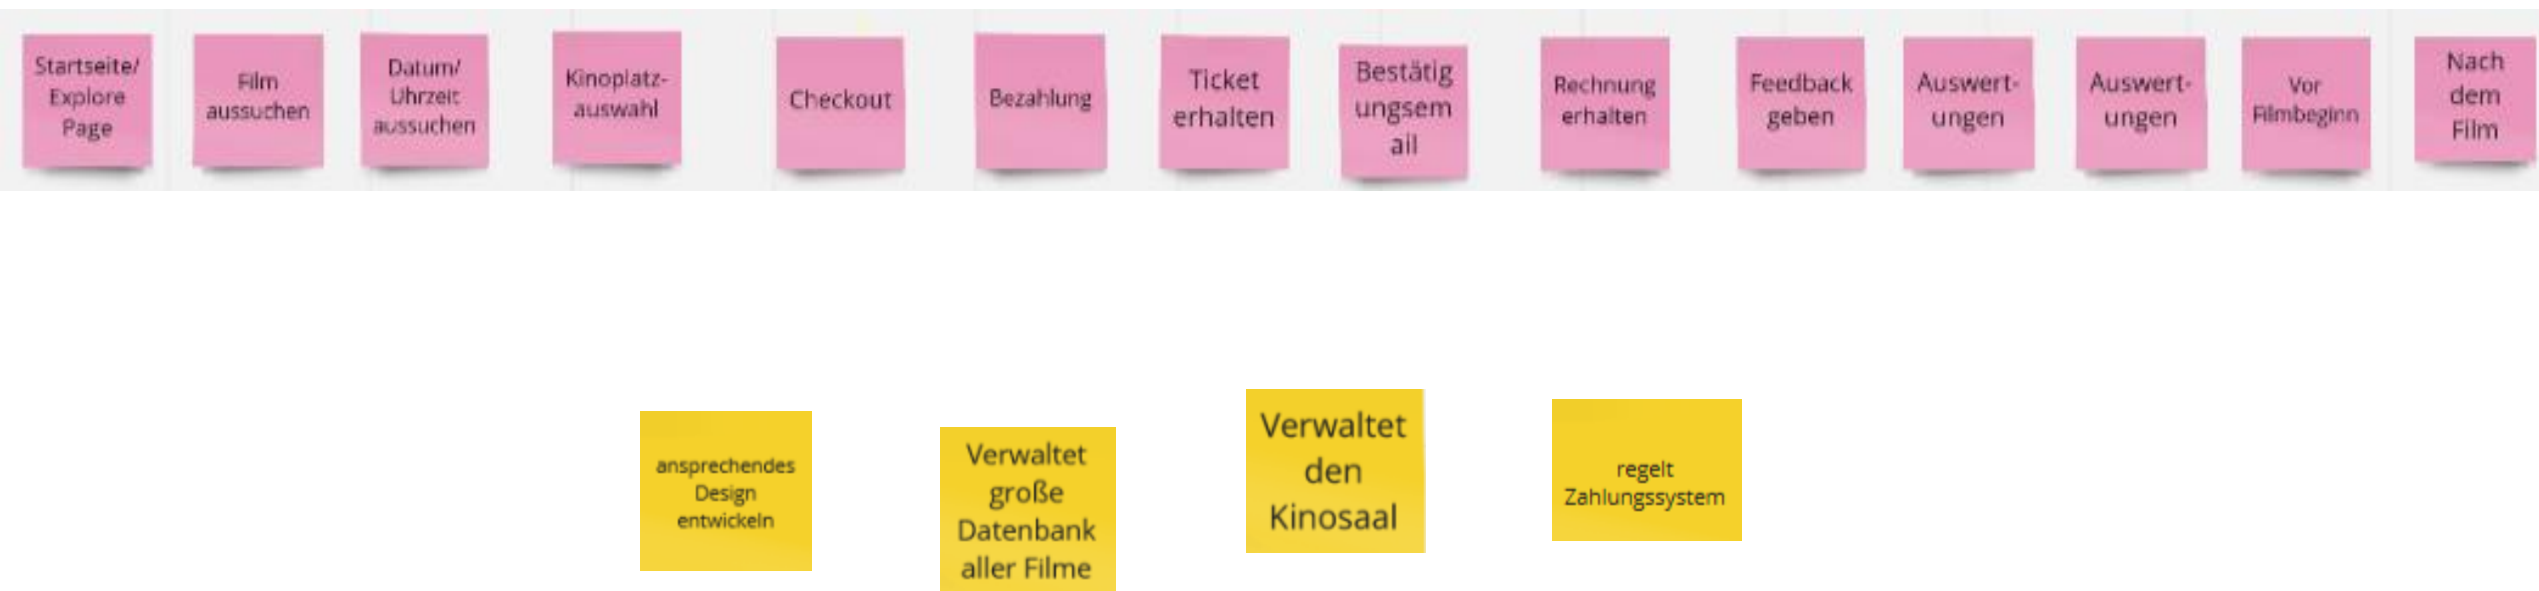 Startseite/
Explore
Page
Film
aussuchen
Datum/
Uhrzeit
aussuchen
Kinoplatz-
auswahl
Checkout
Bezahlung
Ticket
erhalten
Bestätig
ungsem
ail
Rechnung
erhalten
Feedback
geben
Auswert-
ungen
Auswert-
ungen
Vor
Filmbeginn
Nach
dem
Film
ansprechendes
Design
entwickeln
Verwaltet
große
Datenbank
aller Filme
Verwaltet
den
Kinosaal
regelt
Zahlungssystem